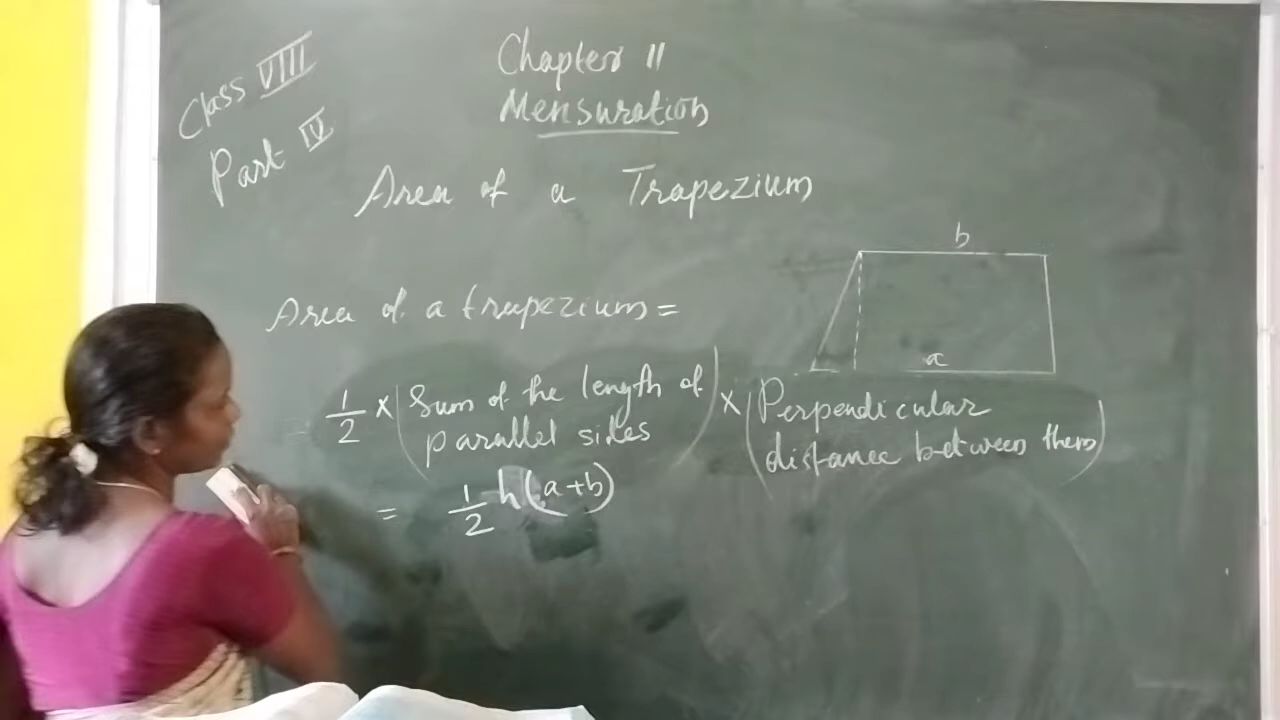 Class VIII
Part IV
Chapter 11
Mensuration
Area of a Trapezium
b
a
Area of a trapezium =
1/2 × (Sum of the length of parallel sides) × (Perpendicular distance between them)
= 1/2 h(a+b)